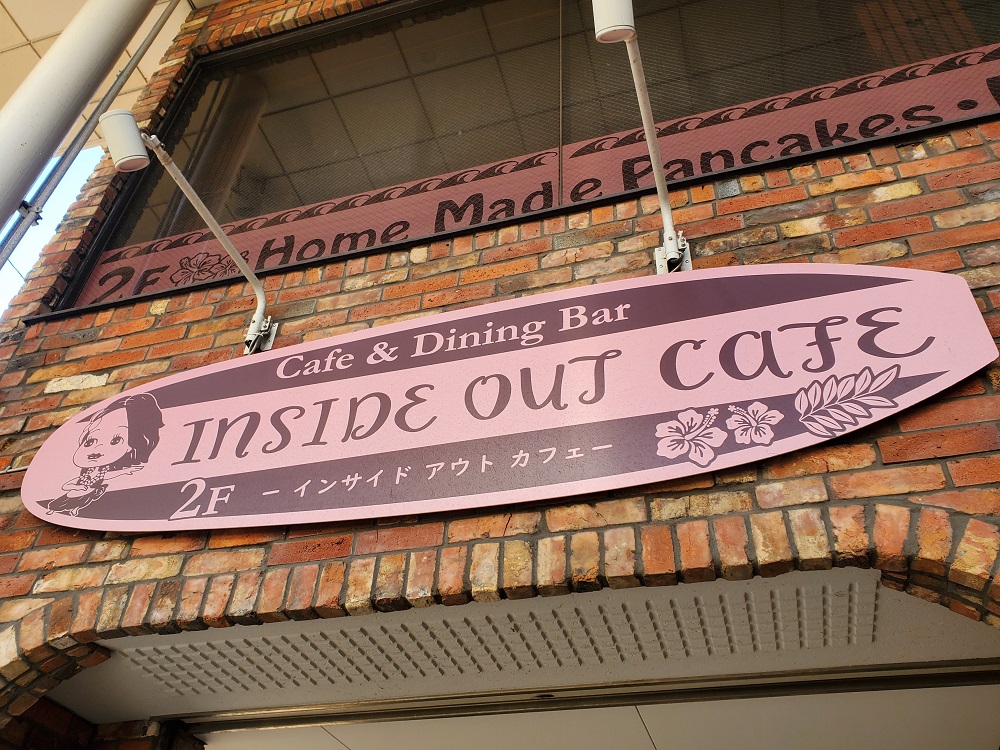 2F Home Made Pancakes・
Cafe & Dining Bar
INSIDE OUT CAFE
2F ー インサイド アウト カフェ ー